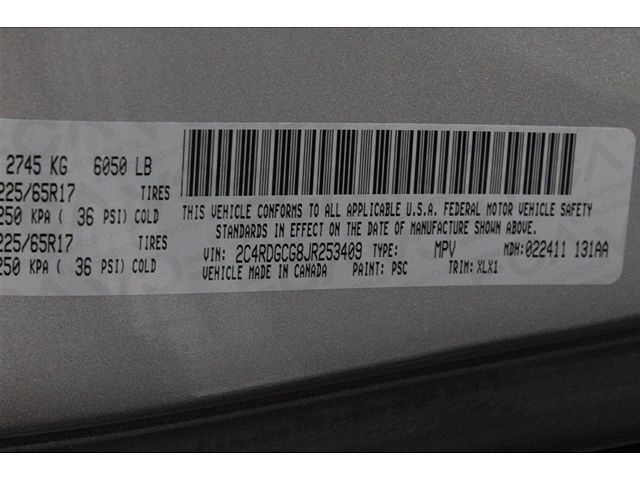 2745 KG 6050 LB
225/65R17 TIRES
250 KPA ( 36 PSI) COLD
225/65R17 TIRES
250 KPA ( 36 PSI) COLD
THIS VEHICLE CONFORMS TO ALL APPLICABLE U.S.A. FEDERAL MOTOR VEHICLE SAFETY
STANDARDS IN EFFECT ON THE DATE OF MANUFACTURE SHOWN ABOVE.
VIN: 2C4RDGCG8JR253409 TYPE: MPV MDH:022411 131AA
VEHICLE MADE IN CANADA PAINT: PSC TRIM: XLX1